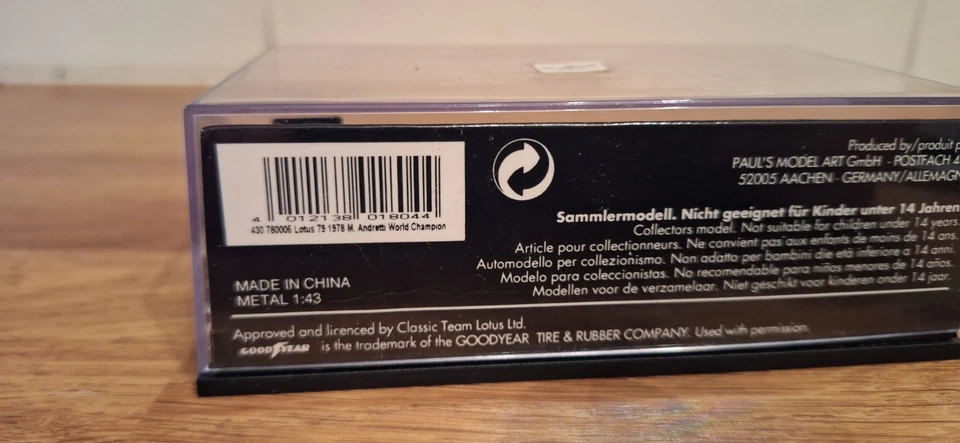 4 012138 018044
430 780006 Lotus 79 1978 M. Andretti World Champion
MADE IN CHINA
METAL 1:43
Produced by/produit p
PAUL'S MODEL ART GmbH · POSTFACH 4
52005 AACHEN · GERMANY/ALLEMAGN
Sammlermodell. Nicht geeignet für Kinder unter 14 Jahren
Collectors model. Not suitable for children under 14 years.
Article pour collectionneurs. Ne convient pas aux enfants de moins de 14 ans.
Automodello per collezionismo. Non adatto per bambini die età inferiore a 14 anni.
Modelo para coleccionistas. No recomendable para niños menores de 14 años.
Modellen voor de verzamelaar. Niet geschikt voor kinderen onder 14 jaar.
Approved and licenced by Classic Team Lotus Ltd.
GOODYEAR is the trademark of the GOODYEAR TIRE & RUBBER COMPANY. Used with permission.